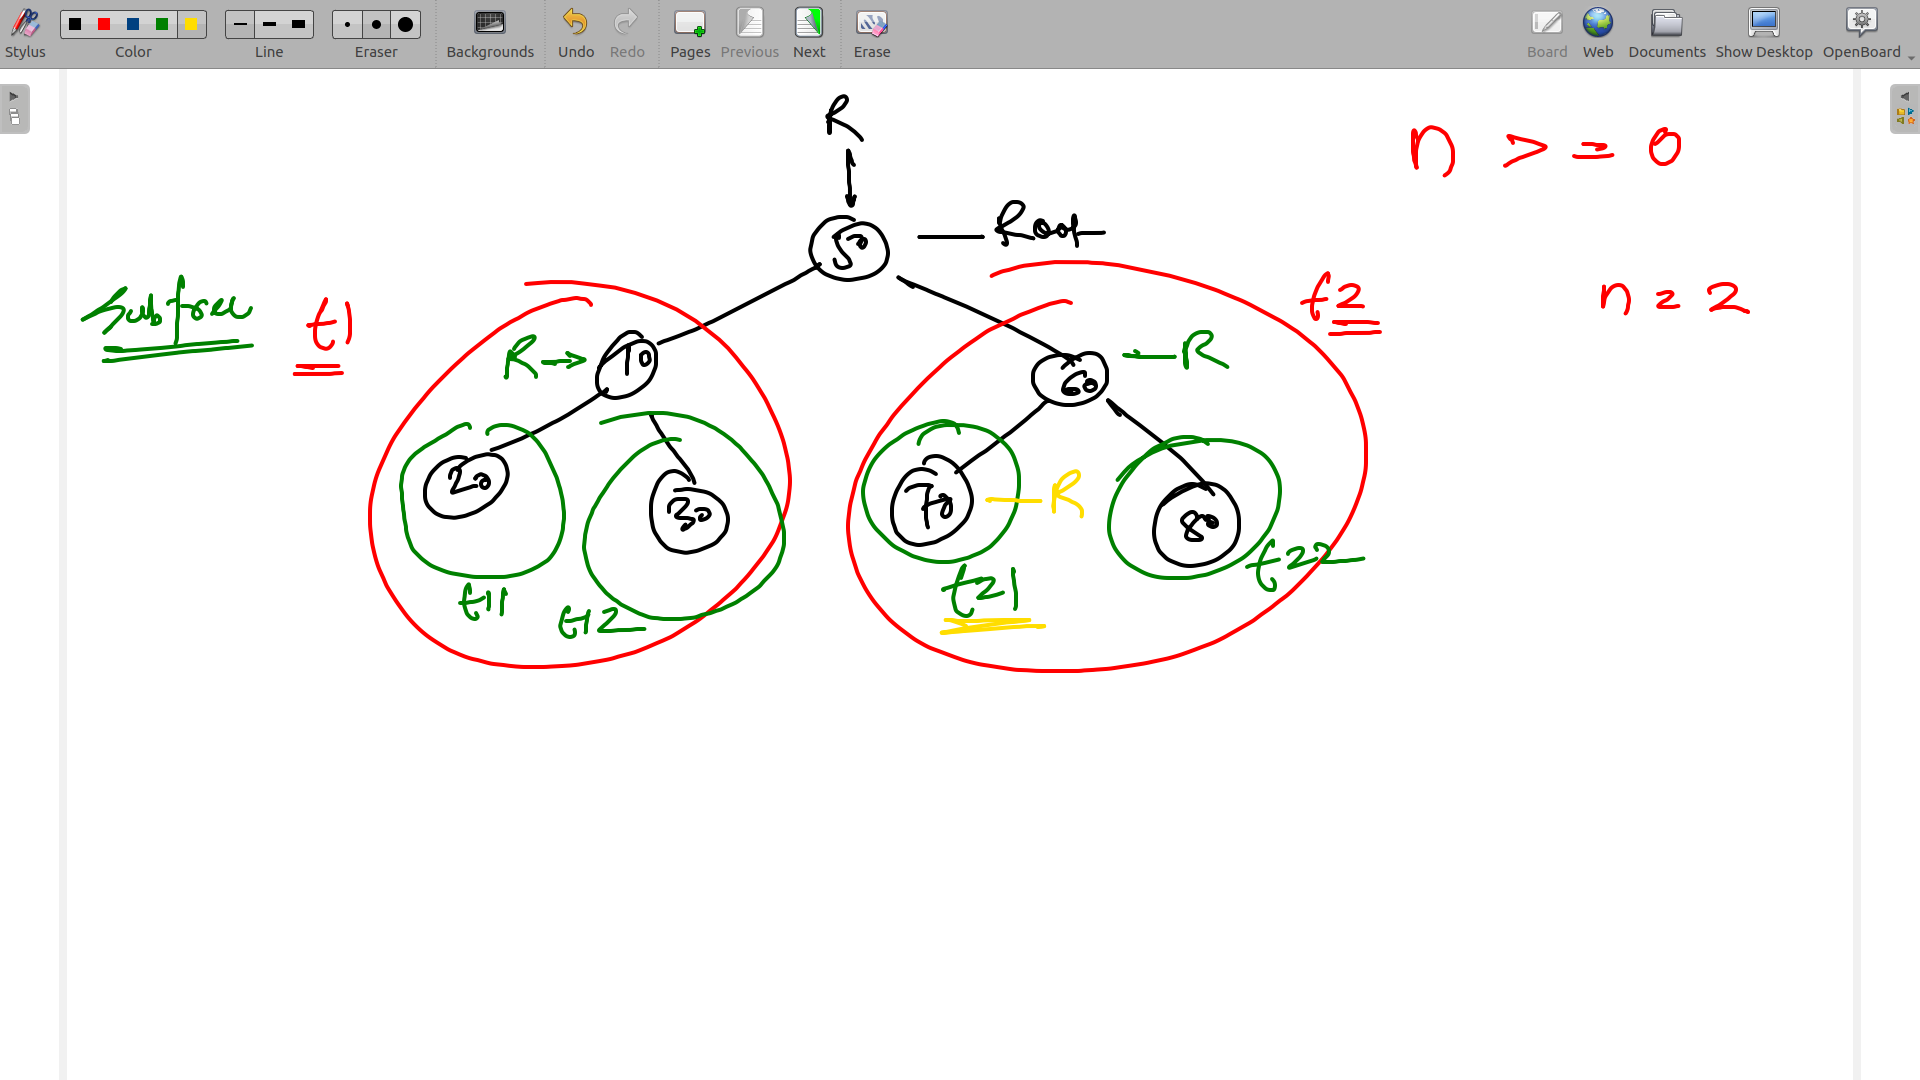 Stylus
Color
Line
Eraser
Backgrounds
Undo
Redo
Pages
Previous
Next
Erase
Board
Web
Documents
Show Desktop
OpenBoard
R
n >= 0
50
Root
Subtree
t1
t2
n = 2
R
10
60
R
20
30
70
R
80
t11
t12
t21
t22